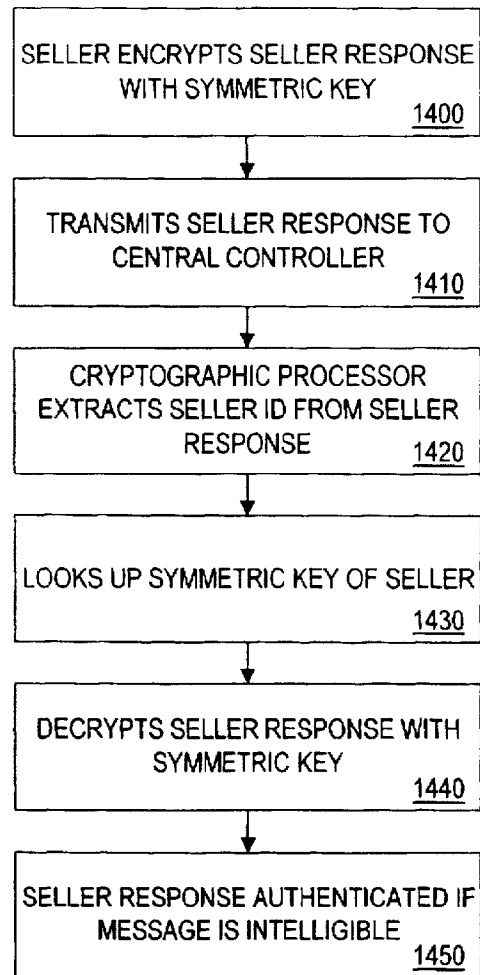 SELLER ENCRYPTS SELLER RESPONSE
WITH SYMMETRIC KEY
1400
TRANSMITS SELLER RESPONSE TO
CENTRAL CONTROLLER
1410
CRYPTOGRAPHIC PROCESSOR
EXTRACTS SELLER ID FROM SELLER
RESPONSE
1420
LOOKS UP SYMMETRIC KEY OF SELLER
1430
DECRYPTS SELLER RESPONSE WITH
SYMMETRIC KEY
1440
SELLER RESPONSE AUTHENTICATED IF
MESSAGE IS INTELLIGIBLE
1450